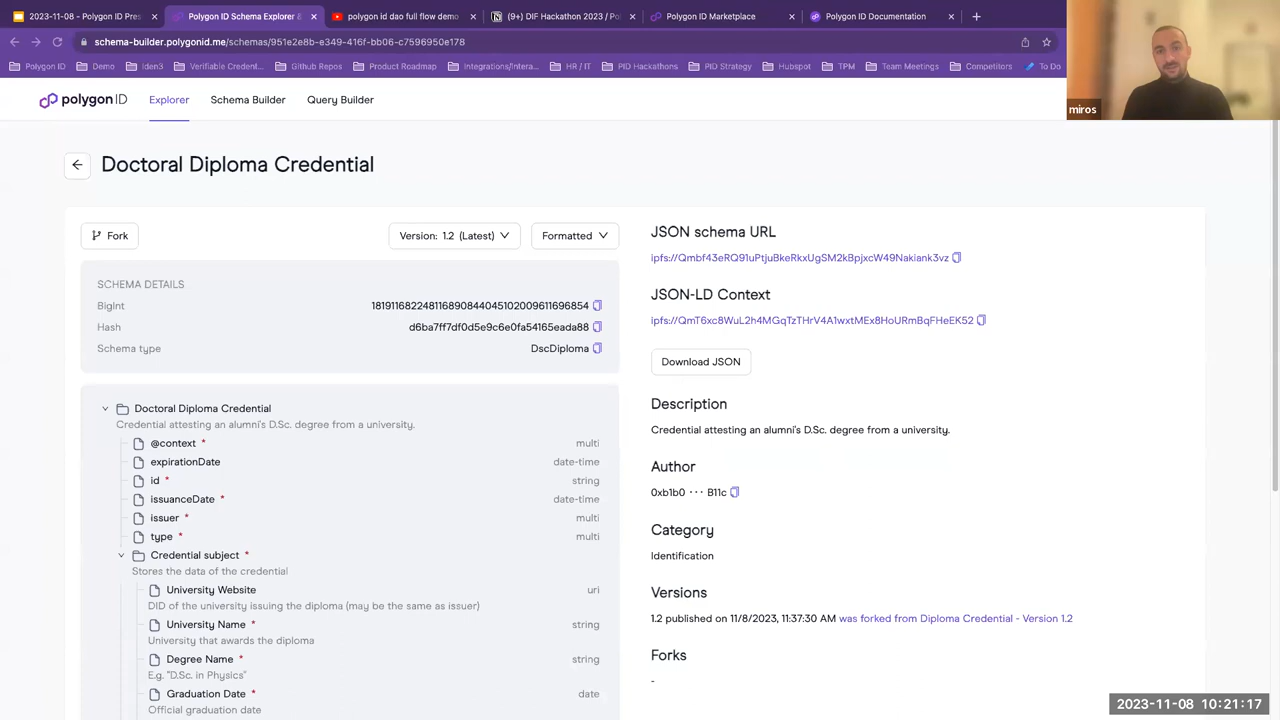 2023-11-08 - Polygon ID Pres
Polygon ID Schema Explorer &
polygon id dao full flow demo
(9+) DIF Hackathon 2023 / Po
Polygon ID Marketplace
Polygon ID Documentation
schema-builder.polygonid.me/schemas/951e2e8b-e349-416f-bb06-c7596950e178
Polygon ID
Demo
iden3
Verifiable Credent...
Github Repos
Product Roadmap
Integrations/Intera...
HR / IT
PID Hackathons
PID Strategy
Hubspot
TPM
Team Meetings
Competitors
To Do
miros
polygon ID
Explorer
Schema Builder
Query Builder
Doctoral Diploma Credential
Fork
Version: 1.2 (Latest)
Formatted
SCHEMA DETAILS
BigInt
181911682248116890844045102009611696854
Hash
d6ba7ff7df0d5e9c6e0fa54165eada88
Schema type
DscDiploma
Doctoral Diploma Credential
Credential attesting an alumni's D.Sc. degree from a university.
@context *
multi
expirationDate
date-time
id *
string
issuanceDate *
date-time
issuer *
multi
type *
multi
Credential subject *
Stores the data of the credential
University Website
uri
DID of the university issuing the diploma (may be the same as issuer)
University Name *
string
University that awards the diploma
Degree Name *
string
E.g. "D.Sc. in Physics"
Graduation Date *
date
Official graduation date
JSON schema URL
ipfs://Qmbf43eRQ91uPtjuBkeRkxUgSM2kBpjxcW49Nakiank3vz
JSON-LD Context
ipfs://QmT6xc8WuL2h4MGqTzTHrV4A1wxtMEx8HoURmBqFHeEK52
Download JSON
Description
Credential attesting an alumni's D.Sc. degree from a university.
Author
0xb1b0 ··· B11c
Category
Identification
Versions
1.2 published on 11/8/2023, 11:37:30 AM was forked from Diploma Credential - Version 1.2
Forks
-
2023-11-08 10:21:17